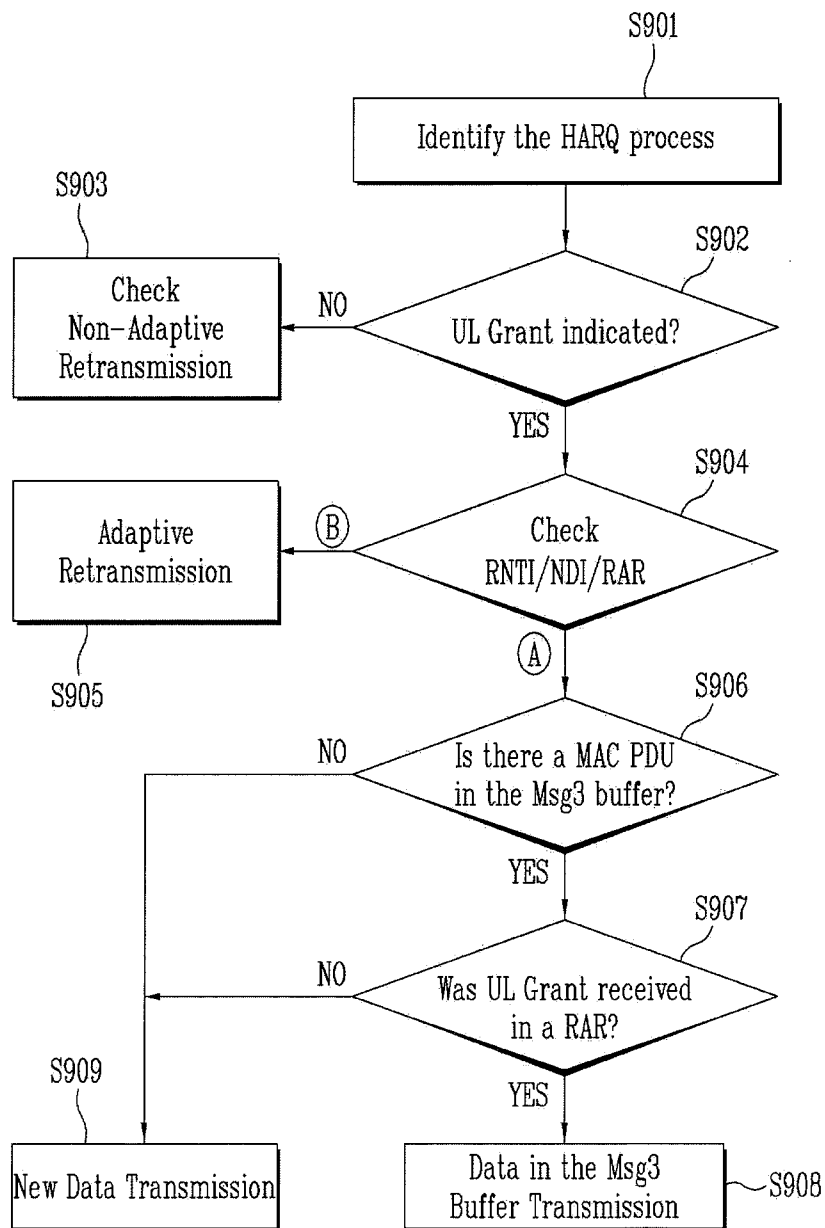 S901
Identify the HARQ process
S903
S902
Check
Non-Adaptive
Retransmission
NO
UL Grant indicated?
YES
S904
Adaptive
Retransmission
B
Check
RNTI/NDI/RAR
S905
A
S906
NO
Is there a MAC PDU
in the Msg3 buffer?
YES
S907
NO
Was UL Grant received
in a RAR?
S909
YES
New Data Transmission
Data in the Msg3
Buffer Transmission
S908